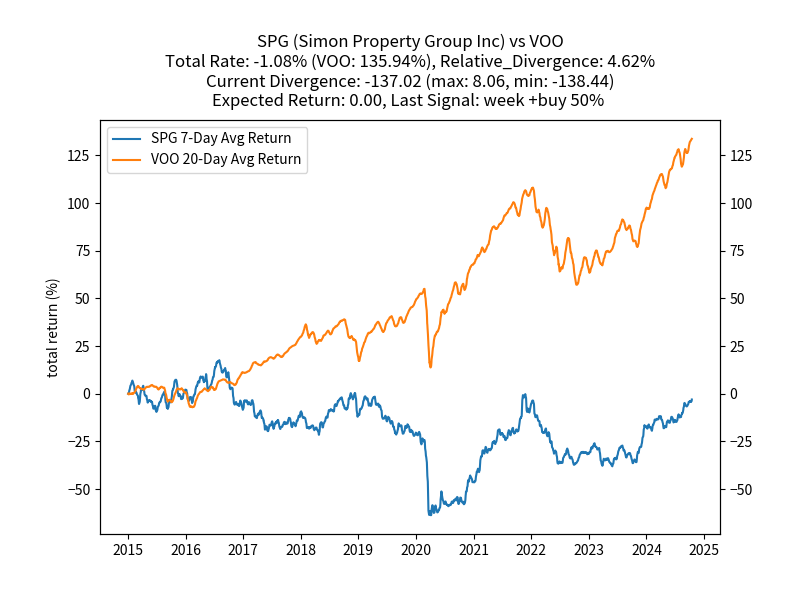 SPG (Simon Property Group Inc) vs VOO
Total Rate: -1.08% (VOO: 135.94%), Relative_Divergence: 4.62%
Current Divergence: -137.02 (max: 8.06, min: -138.44)
Expected Return: 0.00, Last Signal: week +buy 50%
SPG 7-Day Avg Return
VOO 20-Day Avg Return
total return (%)
125
100
75
50
25
0
−25
−50
125
100
75
50
25
0
−25
−50
2015 2016 2017 2018 2019 2020 2021 2022 2023 2024 2025